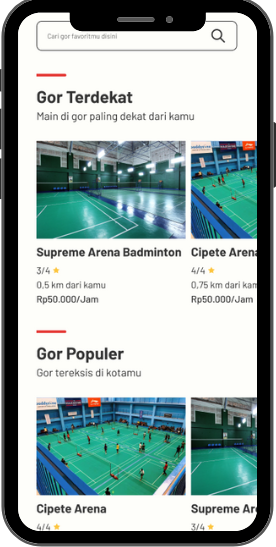 Cari gor favoritmu disini
Gor Terdekat
Main di gor paling dekat dari kamu
Supreme Arena Badminton
3/4
0,5 km dari kamu
Rp50.000/Jam
Cipete Arena
4/4
0,75 km dari kam
Rp50.000/Jam
Gor Populer
Gor tereksis di kotamu
Cipete Arena
4/4
Supreme Are
3/4